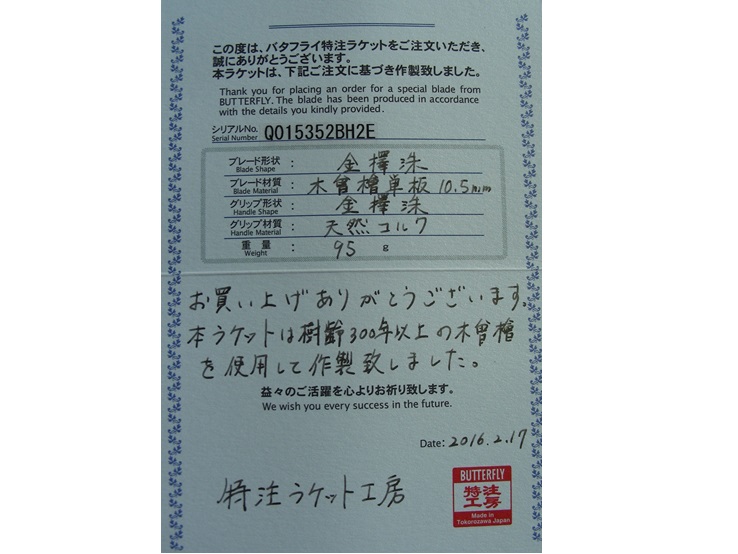 この度は、バタフライ特注ラケットをご注文いただき、
誠にありがとうございます。
本ラケットは、下記ご注文に基づき作製致しました。
Thank you for placing an order for a special blade from
BUTTERFLY. The blade has been produced in accordance
with the details you kindly provided.
シリアルNo. Serial Number Q015352BH2E
ブレード形状 Blade Shape : 金擇洙
ブレード材質 Blade Material : 木曾檜単板 10.5mm
グリップ形状 Handle Shape : 金擇洙
グリップ材質 Handle Material : 天然コルク
重量 Weight : 95 g
お買い上げありがとうございます。
本ラケットは樹齢300年以上の木曾檜
を使用して作製致しました。
益々のご活躍を心よりお祈り致します。
We wish you every success in the future.
Date: 2016.2.17
特注ラケット工房
BUTTERFLY
特注
工房
Made in
Tokorozawa Japan